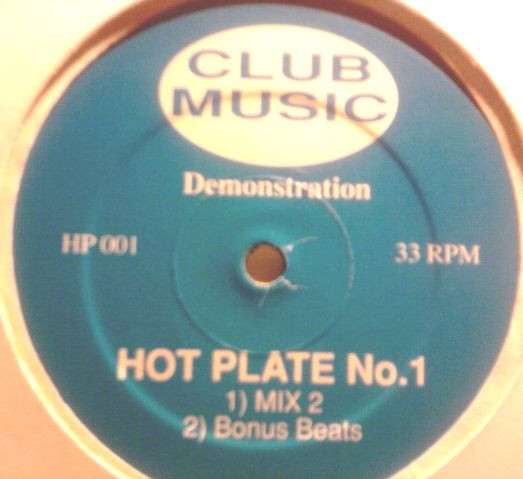 CLUB
MUSIC
Demonstration
HP 001
33 RPM
HOT PLATE No.1
1) MIX 2
2) Bonus Beats